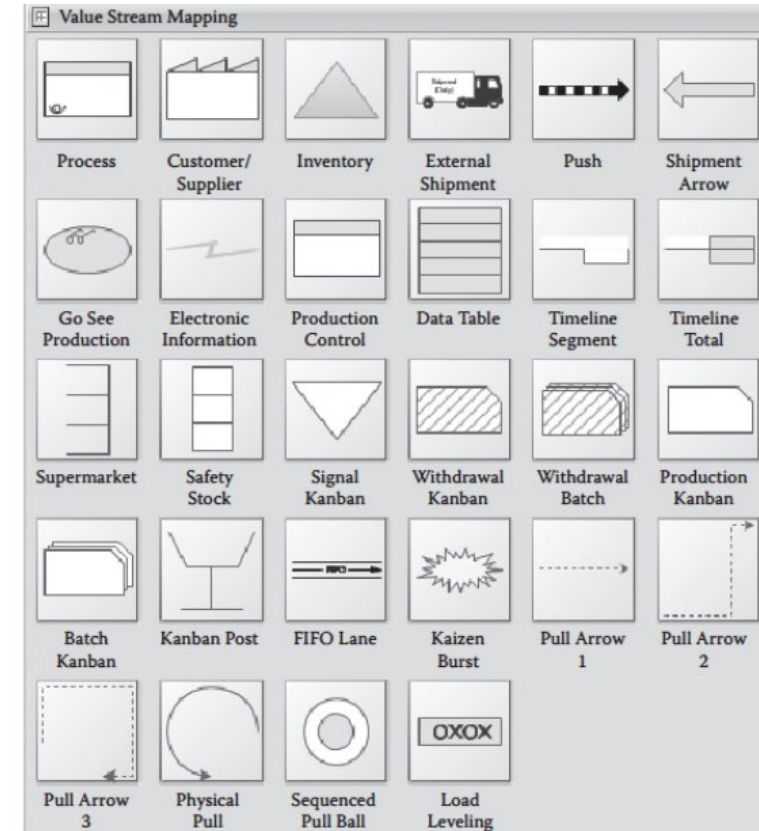 Value Stream Mapping
Process
Customer/
Supplier
Inventory
External
Shipment
Push
Shipment
Arrow
Go See
Production
Electronic
Information
Production
Control
Data Table
Timeline
Segment
Timeline
Total
Supermarket
Safety
Stock
Signal
Kanban
Withdrawal
Kanban
Withdrawal
Batch
Production
Kanban
Batch
Kanban
Kanban Post
FIFO
FIFO Lane
Kaizen
Burst
Pull Arrow
1
Pull Arrow
2
Pull Arrow
3
Physical
Pull
Sequenced
Pull Ball
OXOX
Load
Leveling